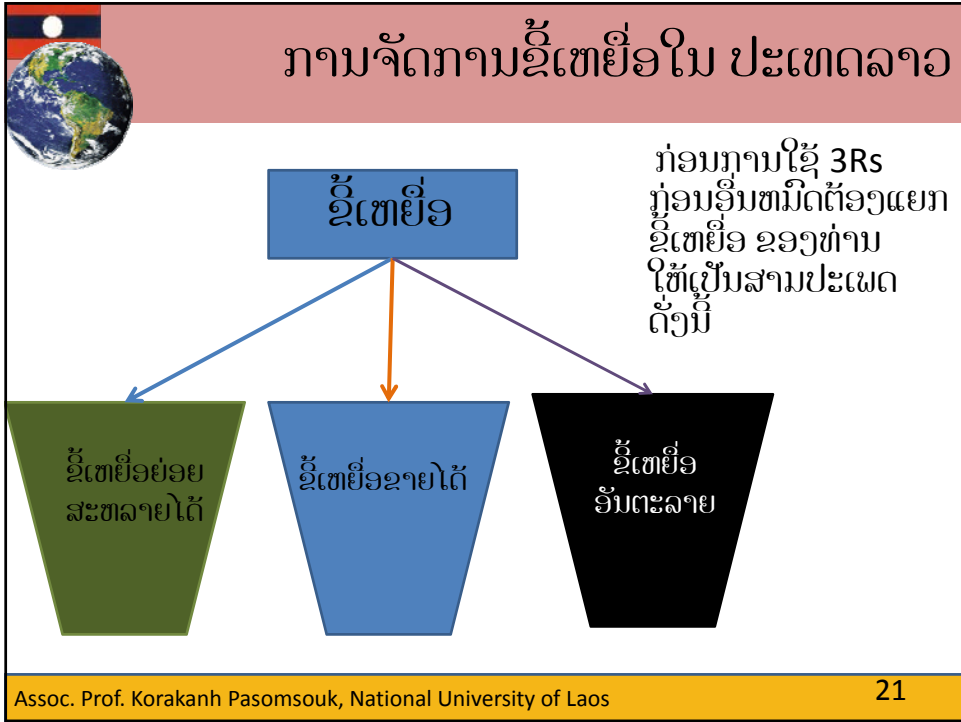 ການຈັດການຂີ້ເຫຍື່ອໃນ ປະເທດລາວ
ກ່ອນການໃຊ້ 3Rs
ກ່ອນອື່ນຫມົດຕ້ອງແຍກ
ຂີ້ເຫຍື່ອ ຂອງທ່ານ
ໃຫ້ເປັນສາມປະເພດ
ດັ່ງນີ້
ຂີ້ເຫຍື່ອ
ຂີ້ເຫຍື່ອຍ່ອຍ
ສະຫລາຍໄດ້
ຂີ້ເຫຍື່ອຂາຍໄດ້
ຂີ້ເຫຍື່ອ
ອັນຕະລາຍ
Assoc. Prof. Korakanh Pasomsouk, National University of Laos
21